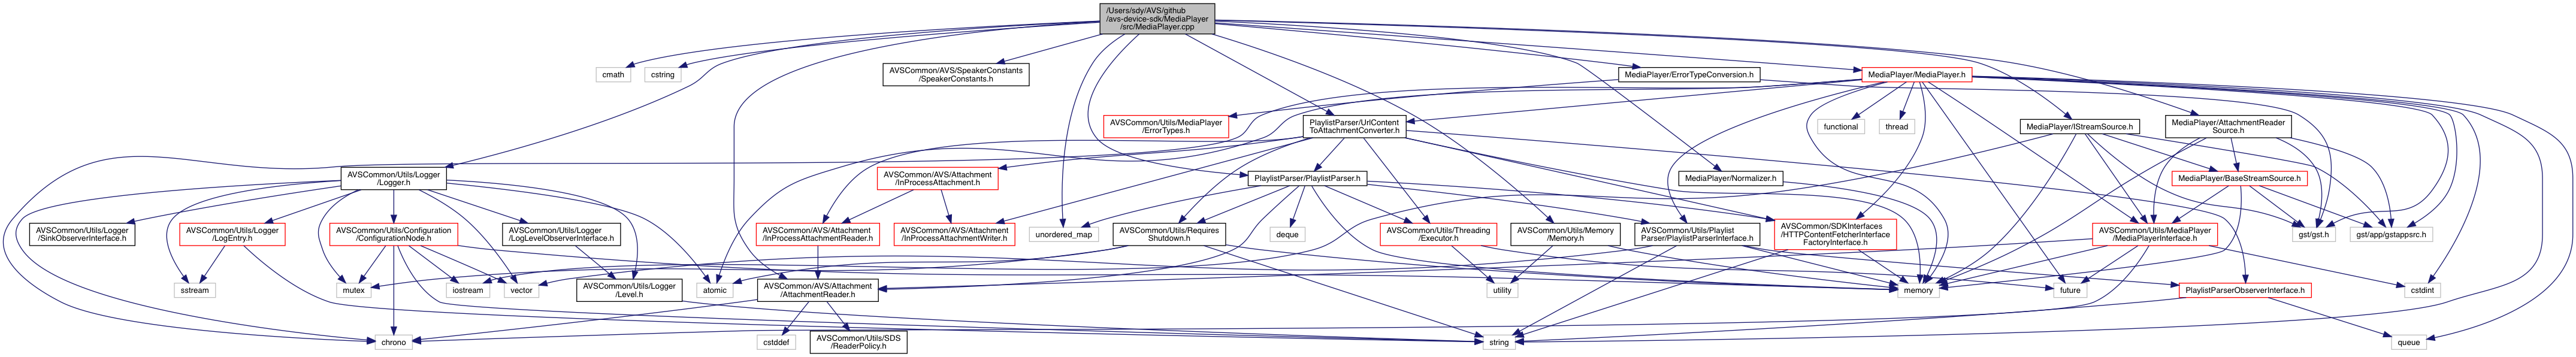 /Users/sdy/AVS/github
/avs-device-sdk/MediaPlayer
/src/MediaPlayer.cpp
cmath
cstring
AVSCommon/AVS/SpeakerConstants
/SpeakerConstants.h
MediaPlayer/ErrorTypeConversion.h
MediaPlayer/MediaPlayer.h
AVSCommon/Utils/MediaPlayer
/ErrorTypes.h
PlaylistParser/UrlContent
ToAttachmentConverter.h
functional
thread
MediaPlayer/IStreamSource.h
MediaPlayer/AttachmentReader
Source.h
AVSCommon/Utils/Logger
/Logger.h
AVSCommon/AVS/Attachment
/InProcessAttachment.h
PlaylistParser/PlaylistParser.h
MediaPlayer/Normalizer.h
MediaPlayer/BaseStreamSource.h
AVSCommon/Utils/Logger
/SinkObserverInterface.h
AVSCommon/Utils/Logger
/LogEntry.h
AVSCommon/Utils/Configuration
/ConfigurationNode.h
AVSCommon/Utils/Logger
/LogLevelObserverInterface.h
AVSCommon/AVS/Attachment
/InProcessAttachmentReader.h
AVSCommon/AVS/Attachment
/InProcessAttachmentWriter.h
unordered_map
AVSCommon/Utils/Requires
Shutdown.h
deque
AVSCommon/Utils/Threading
/Executor.h
AVSCommon/Utils/Memory
/Memory.h
AVSCommon/Utils/Playlist
Parser/PlaylistParserInterface.h
AVSCommon/SDKInterfaces
/HTTPContentFetcherInterface
FactoryInterface.h
AVSCommon/Utils/MediaPlayer
/MediaPlayerInterface.h
gst/gst.h
gst/app/gstappsrc.h
sstream
mutex
iostream
vector
AVSCommon/Utils/Logger
/Level.h
atomic
AVSCommon/AVS/Attachment
/AttachmentReader.h
utility
memory
future
PlaylistParserObserverInterface.h
cstdint
chrono
cstddef
AVSCommon/Utils/SDS
/ReaderPolicy.h
string
queue